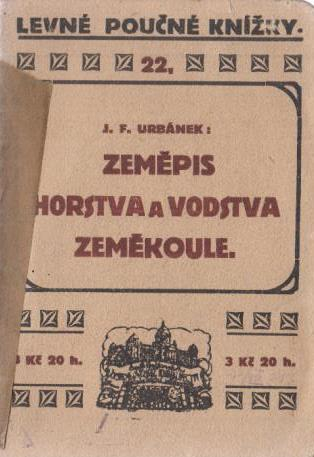 LEVNÉ POUČNÉ KNÍŽKY.
22.
J. F. URBÁNEK:
ZEMĚPIS
HORSTVA A VODSTVA
ZEMĚKOULE.
3 Kč 20 h.
3 Kč 20 h.